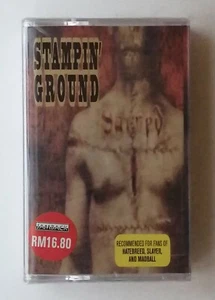 STAMPIN'
GROUND
RM16.80
RECOMMENDED FOR FANS OF
HATEBREED, SLAYER,
AND MADBALL